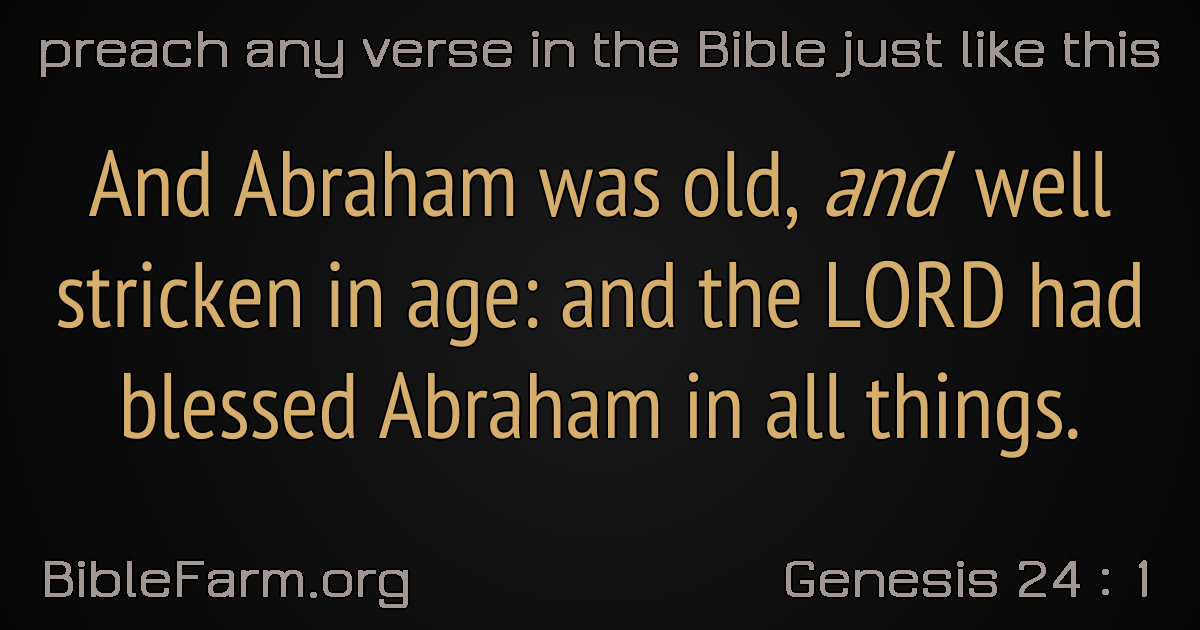 preach any verse in the Bible just like this
And Abraham was old, and well
stricken in age: and the LORD had
blessed Abraham in all things.
BibleFarm.org
Genesis 24 : 1